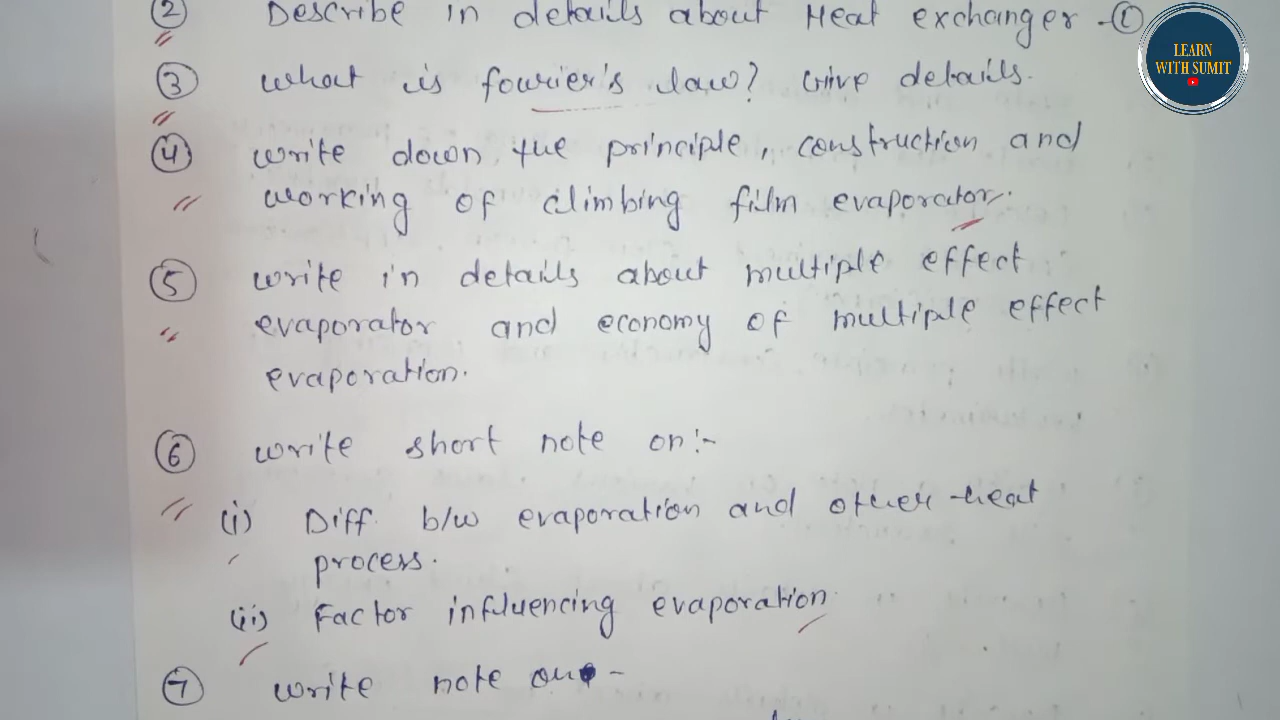 ② Describe in details about Heat exchanger - ①
③ What is fourier's law? Give details.
④ write down the principle, construction and
working of climbing film evaporator.
⑤ write in details about multiple effect
evaporator and economy of multiple effect
evaporation.
⑥ write short note on:-
(i) Diff. b/w evaporation and other heat
process.
(ii) Factor influencing evaporation.
⑦ write note on -
LEARN
WITH SUMIT